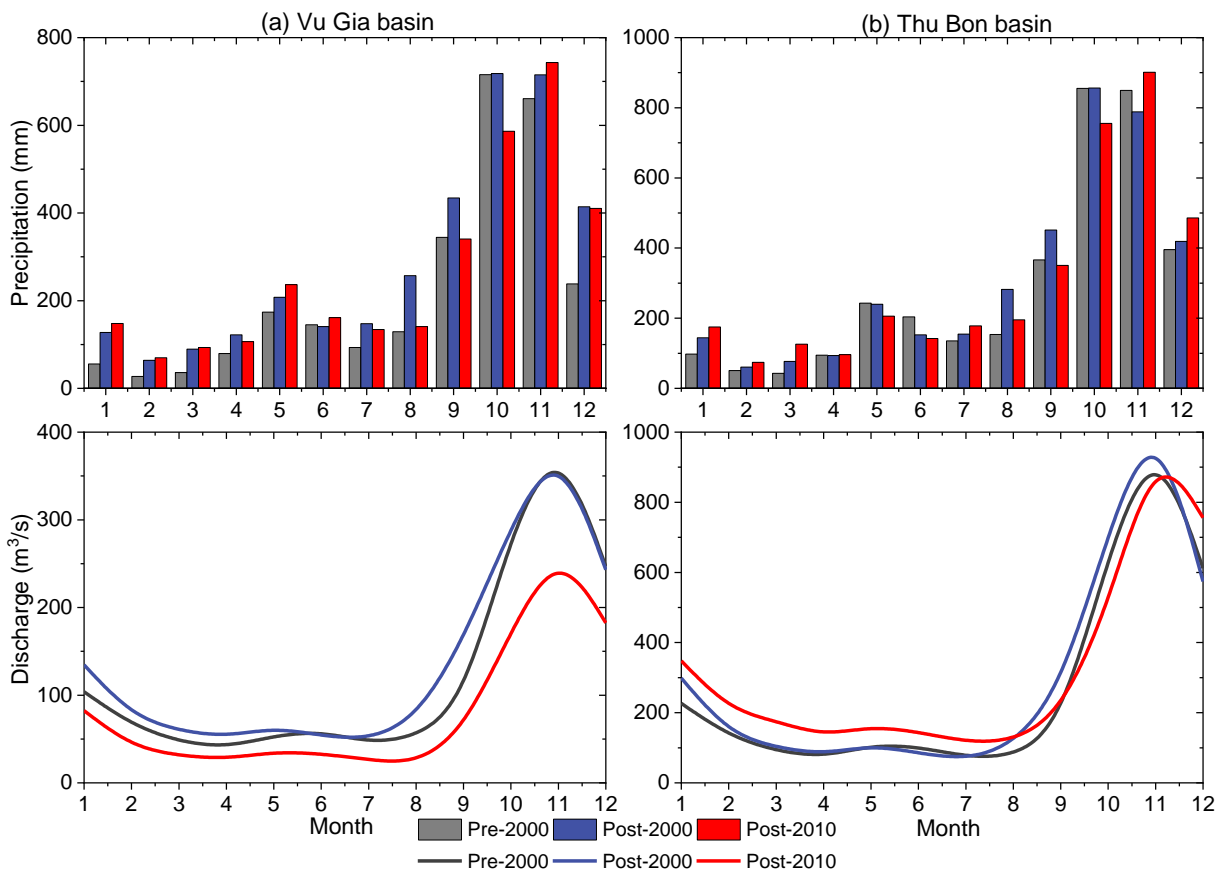 (a) Vu Gia basin
(b) Thu Bon basin
Precipitation (mm)
800
600
400
200
0
1 2 3 4 5 6 7 8 9 10 11 12
1000
800
600
400
200
0
1 2 3 4 5 6 7 8 9 10 11 12
Discharge (m³/s)
400
300
200
100
0
1 2 3 4 5 6 7 8 9 10 11 12
Month
1000
800
600
400
200
0
1 2 3 4 5 6 7 8 9 10 11 12
Month
Pre-2000 Post-2000 Post-2010
Pre-2000 Post-2000 Post-2010